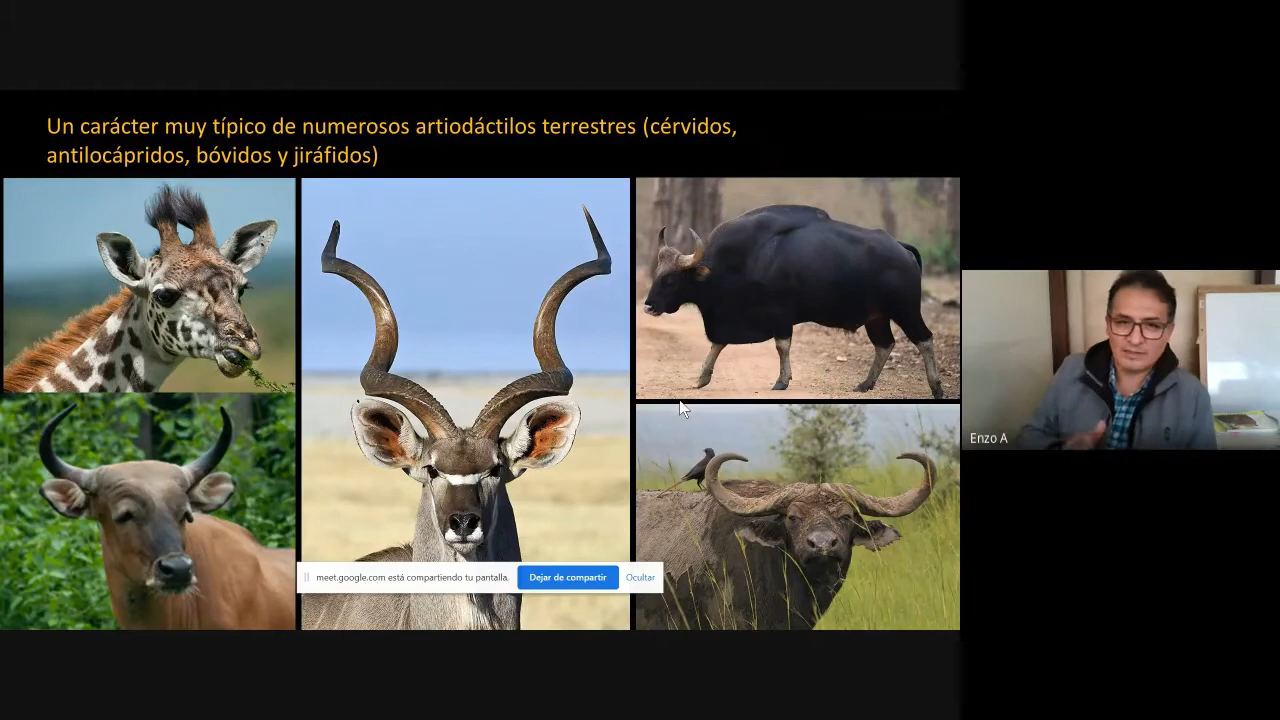 Un carácter muy típico de numerosos artiodáctilos terrestres (cérvidos,
antilocápridos, bóvidos y jiráfidos)
Enzo A
meet.google.com está compartiendo tu pantalla.
Dejar de compartir
Ocultar